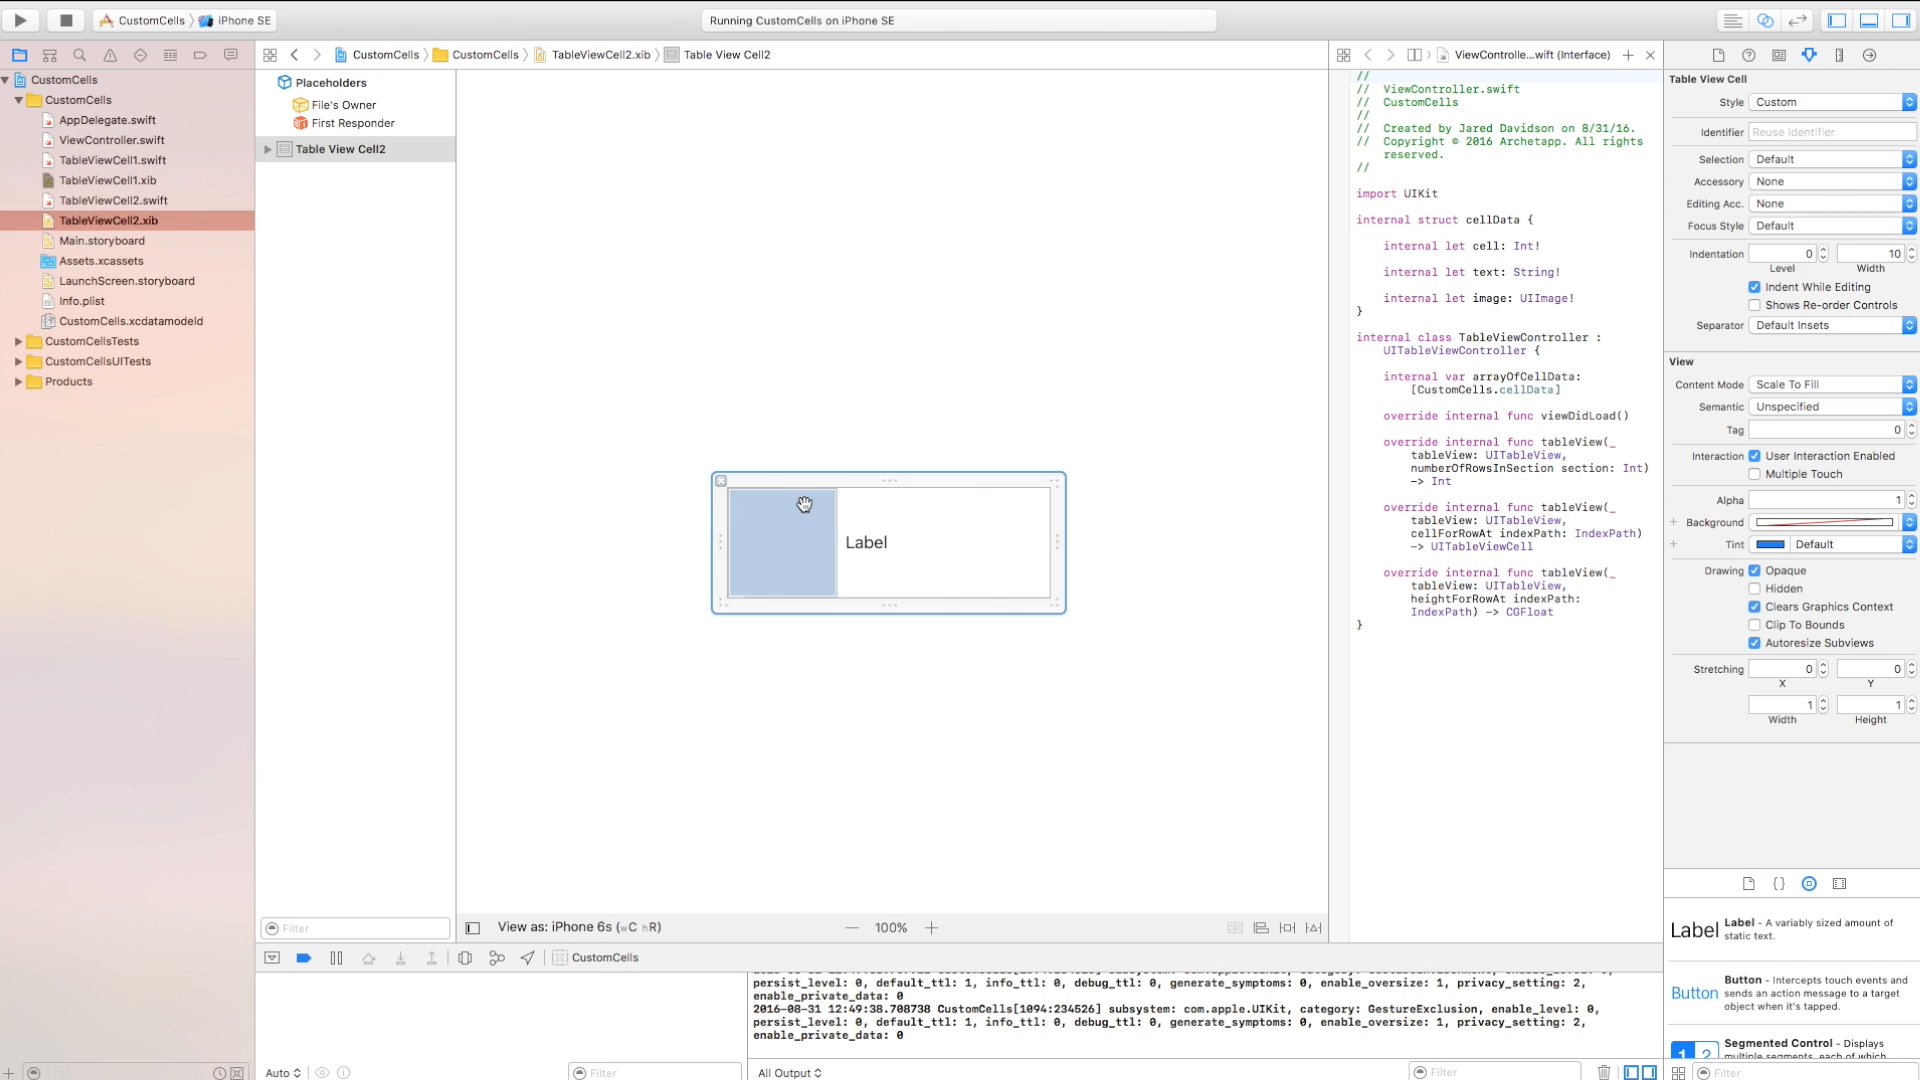 CustomCells
iPhone SE
Running CustomCells on iPhone SE
CustomCells
CustomCells
AppDelegate.swift
ViewController.swift
TableViewCell1.swift
TableViewCell1.xib
TableViewCell2.swift
TableViewCell2.xib
Main.storyboard
Assets.xcassets
LaunchScreen.storyboard
Info.plist
CustomCells.xcdatamodeld
CustomCellsTests
CustomCellsUITests
Products
CustomCells
CustomCells
TableViewCell2.xib
Table View Cell2
Placeholders
File's Owner
First Responder
Table View Cell2
Filter
Label
View as: iPhone 6s (wC hR)
100%
ViewControlle...wift (Interface)
//
// ViewController.swift
// CustomCells
//
// Created by Jared Davidson on 8/31/16.
// Copyright © 2016 Archetapp. All rights
reserved.
//
import UIKit
internal struct cellData {
internal let cell: Int!
internal let text: String!
internal let image: UIImage!
}
internal class TableViewController :
UITableViewController {
internal var arrayOfCellData:
[CustomCells.cellData]
override internal func viewDidLoad()
override internal func tableView(_
tableView: UITableView,
numberOfRowsInSection section: Int)
-> Int
override internal func tableView(_
tableView: UITableView,
cellForRowAt indexPath: IndexPath)
-> UITableViewCell
override internal func tableView(_
tableView: UITableView,
heightForRowAt indexPath:
IndexPath) -> CGFloat
}
Table View Cell
Style Custom
Identifier Reuse Identifier
Selection Default
Accessory None
Editing Acc. None
Focus Style Default
Indentation 0 10
Level Width
Indent While Editing
Shows Re-order Controls
Separator Default Insets
View
Content Mode Scale To Fill
Semantic Unspecified
Tag 0
Interaction User Interaction Enabled
Multiple Touch
Alpha 1
Background
Tint Default
Drawing Opaque
Hidden
Clears Graphics Context
Clip To Bounds
Autoresize Subviews
Stretching 0 0
X Y
1 1
Width Height
Label Label - A variably sized amount of
static text.
Button Button - Intercepts touch events and
sends an action message to a target
object when it's tapped.
1 2 Segmented Control - Displays
multiple segments, each of which
Filter
CustomCells
persist_level: 0, default_ttl: 1, info_ttl: 0, debug_ttl: 0, generate_symptoms: 0, enable_oversize: 1, privacy_setting: 2,
enable_private_data: 0
2016-08-31 12:49:38.708738 CustomCells[1094:234526] subsystem: com.apple.UIKit, category: GestureExclusion, enable_level: 0,
persist_level: 0, default_ttl: 1, info_ttl: 0, debug_ttl: 0, generate_symptoms: 0, enable_oversize: 1, privacy_setting: 2,
enable_private_data: 0
Auto
Filter
All Output
Filter